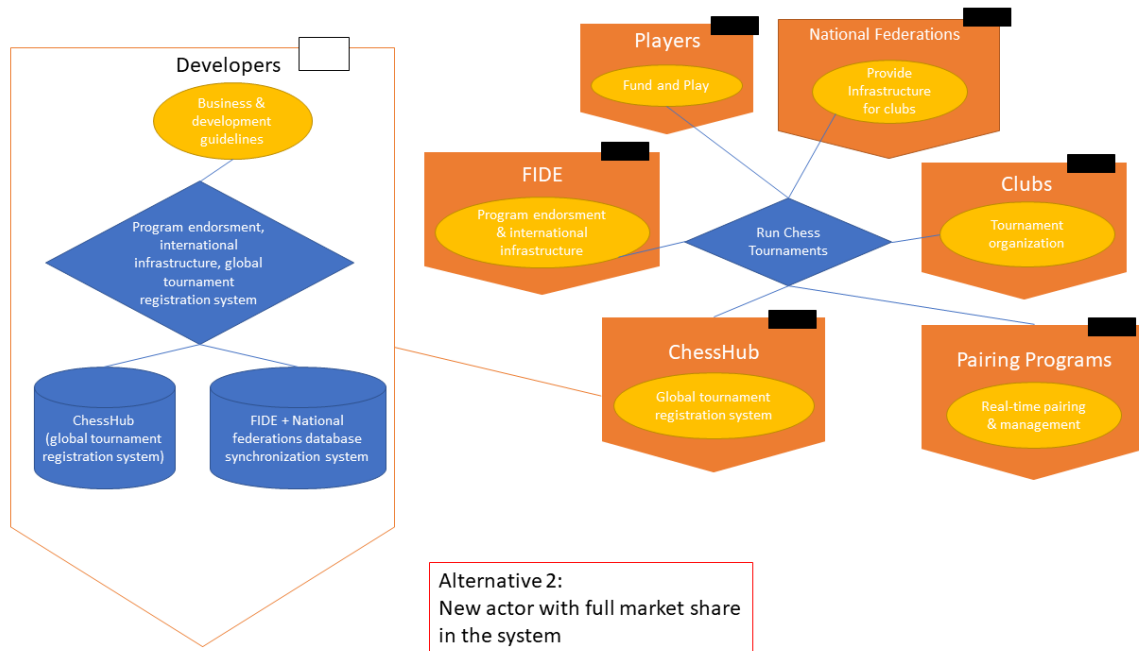 Developers
Business &
development
guidelines
Program endorsment,
international
infrastructure, global
tournament
registration system
ChessHub
(global tournament
registration system)
FIDE + National
federations database
synchronization system
Players
Fund and Play
National Federations
Provide
Infrastructure
for clubs
FIDE
Program endorsment
& international
infrastructure
Run Chess
Tournaments
Clubs
Tournament
organization
ChessHub
Global tournament
registration system
Pairing Programs
Real-time pairing
& management
Alternative 2:
New actor with full market share
in the system